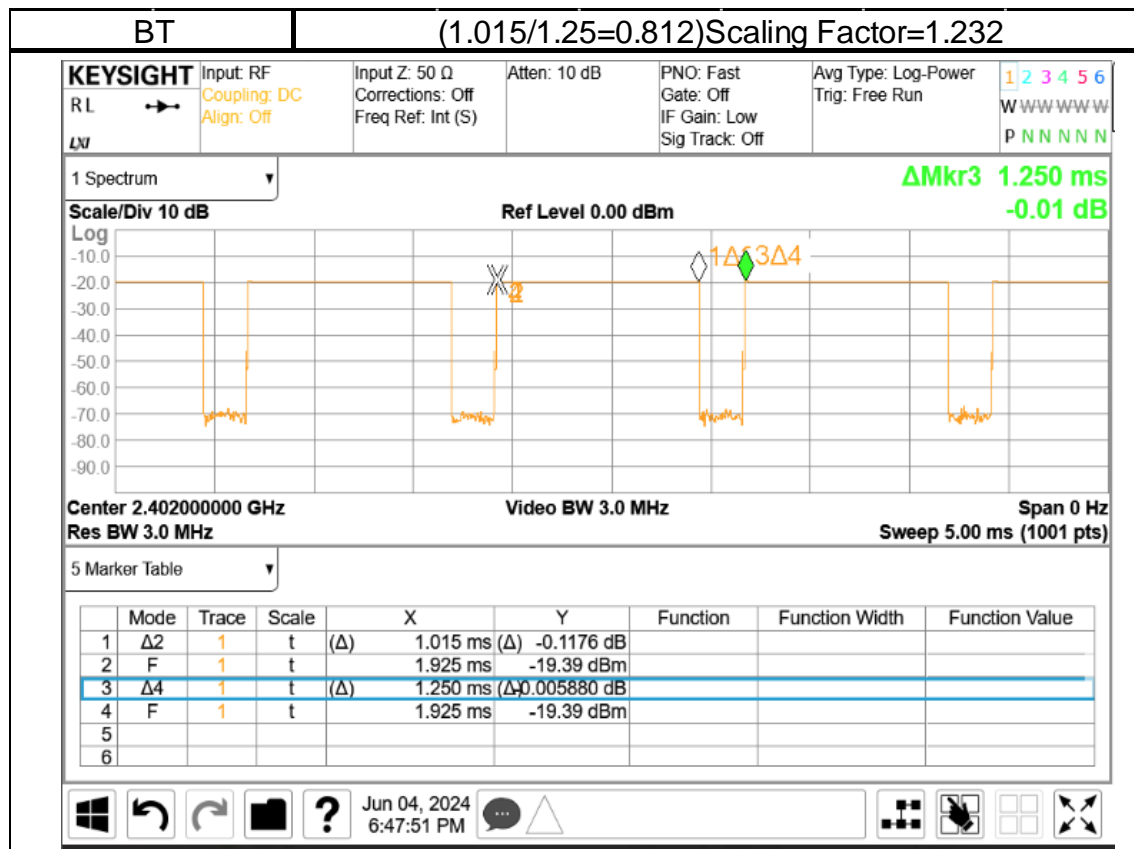 BT (1.015/1.25=0.812)Scaling Factor=1.232
KEYSIGHT Input: RF Input Z: 50 Ω Atten: 10 dB PNO: Fast Avg Type: Log-Power 1 2 3 4 5 6
RL Coupling: DC Corrections: Off Gate: Off Trig: Free Run W W W W W W
Align: Off Freq Ref: Int (S) IF Gain: Low
LXI Sig Track: Off P N N N N N
1 Spectrum ΔMkr3 1.250 ms
Scale/Div 10 dB Ref Level 0.00 dBm -0.01 dB
Log
-10.0 3Δ4
-20.0
-30.0
-40.0
-50.0
-60.0
-70.0
-80.0
-90.0
Center 2.402000000 GHz Video BW 3.0 MHz Span 0 Hz
Res BW 3.0 MHz Sweep 5.00 ms (1001 pts)
5 Marker Table
Mode Trace Scale X Y Function Function Width Function Value
1 Δ2 1 t (Δ) 1.015 ms (Δ) -0.1176 dB
2 F 1 t 1.925 ms -19.39 dBm
3 Δ4 1 t (Δ) 1.250 ms (Δ) -0.005880 dB
4 F 1 t 1.925 ms -19.39 dBm
5
6
? Jun 04, 2024
6:47:51 PM